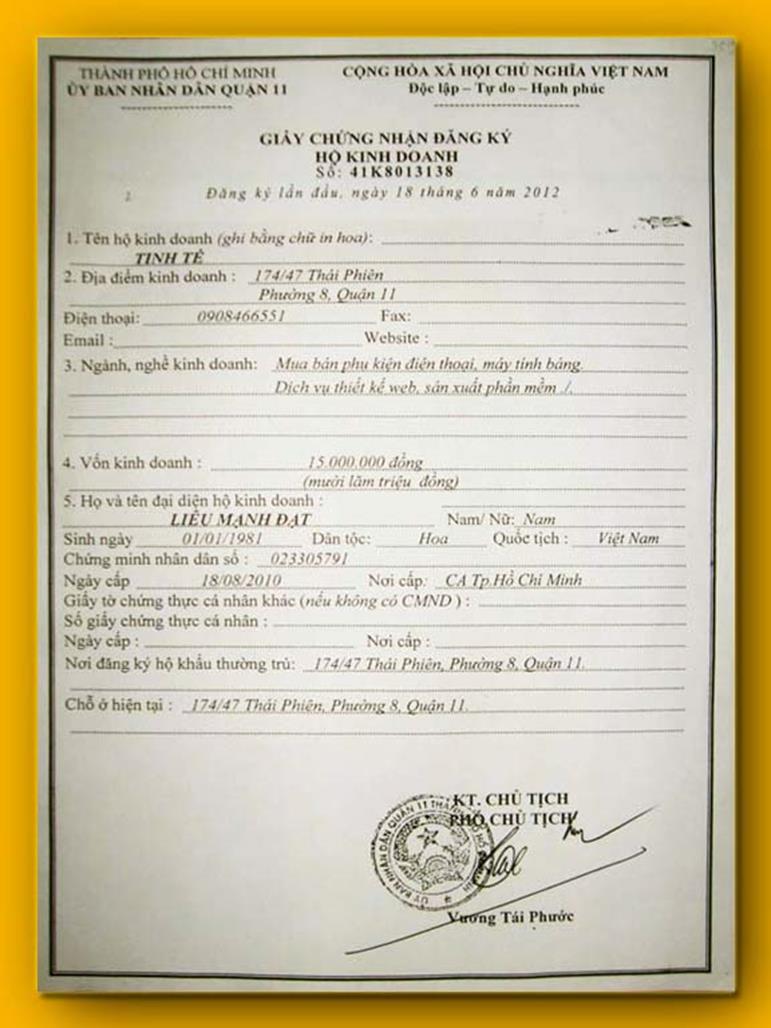 THÀNH PHỐ HỒ CHÍ MINH
ỦY BAN NHÂN DÂN QUẬN 11
CỘNG HÒA XÃ HỘI CHỦ NGHĨA VIỆT NAM
Độc lập – Tự do – Hạnh phúc
GIẤY CHỨNG NHẬN ĐĂNG KÝ
HỘ KINH DOANH
Số: 41K8013138
Đăng ký lần đầu, ngày 18 tháng 6 năm 2012
1. Tên hộ kinh doanh (ghi bằng chữ in hoa):
TINH TẾ
2. Địa điểm kinh doanh : 174/47 Thái Phiên
Phường 8, Quận 11
Điện thoại: 0908466551 Fax:
Email : Website :
3. Ngành, nghề kinh doanh: Mua bán phụ kiện điện thoại, máy tính bảng.
Dịch vụ thiết kế web, sản xuất phần mềm ./.
4. Vốn kinh doanh : 15.000.000 đồng
(mười lăm triệu đồng)
5. Họ và tên đại diện hộ kinh doanh :
LIÊU MẠNH ĐẠT Nam/ Nữ: Nam
Sinh ngày 01/01/1981 Dân tộc: Hoa Quốc tịch : Việt Nam
Chứng minh nhân dân số : 023305791
Ngày cấp 18/08/2010 Nơi cấp: CA Tp.Hồ Chí Minh
Giấy tờ chứng thực cá nhân khác (nếu không có CMND ) :
Số giấy chứng thực cá nhân :
Ngày cấp : Nơi cấp :
Nơi đăng ký hộ khẩu thường trú: 174/47 Thái Phiên, Phường 8, Quận 11.
Chỗ ở hiện tại : 174/47 Thái Phiên, Phường 8, Quận 11.
KT. CHỦ TỊCH
PHÓ CHỦ TỊCH
ỦY BAN NHÂN DÂN QUẬN 11
Vương Tái Phước